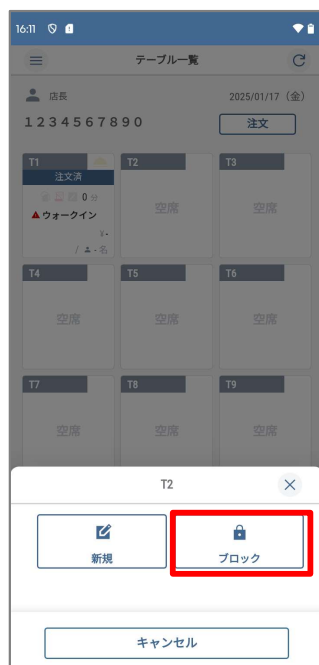 16:11
テーブル一覧
店長
2025/01/17（金）
1234567890
注文
T1
T2
T3
注文済
0 分
ウォークイン
空席
空席
¥-
/ - 名
T4
T5
T6
空席
空席
空席
T7
T8
T9
空席
空席
空席
T2
新規
ブロック
キャンセル